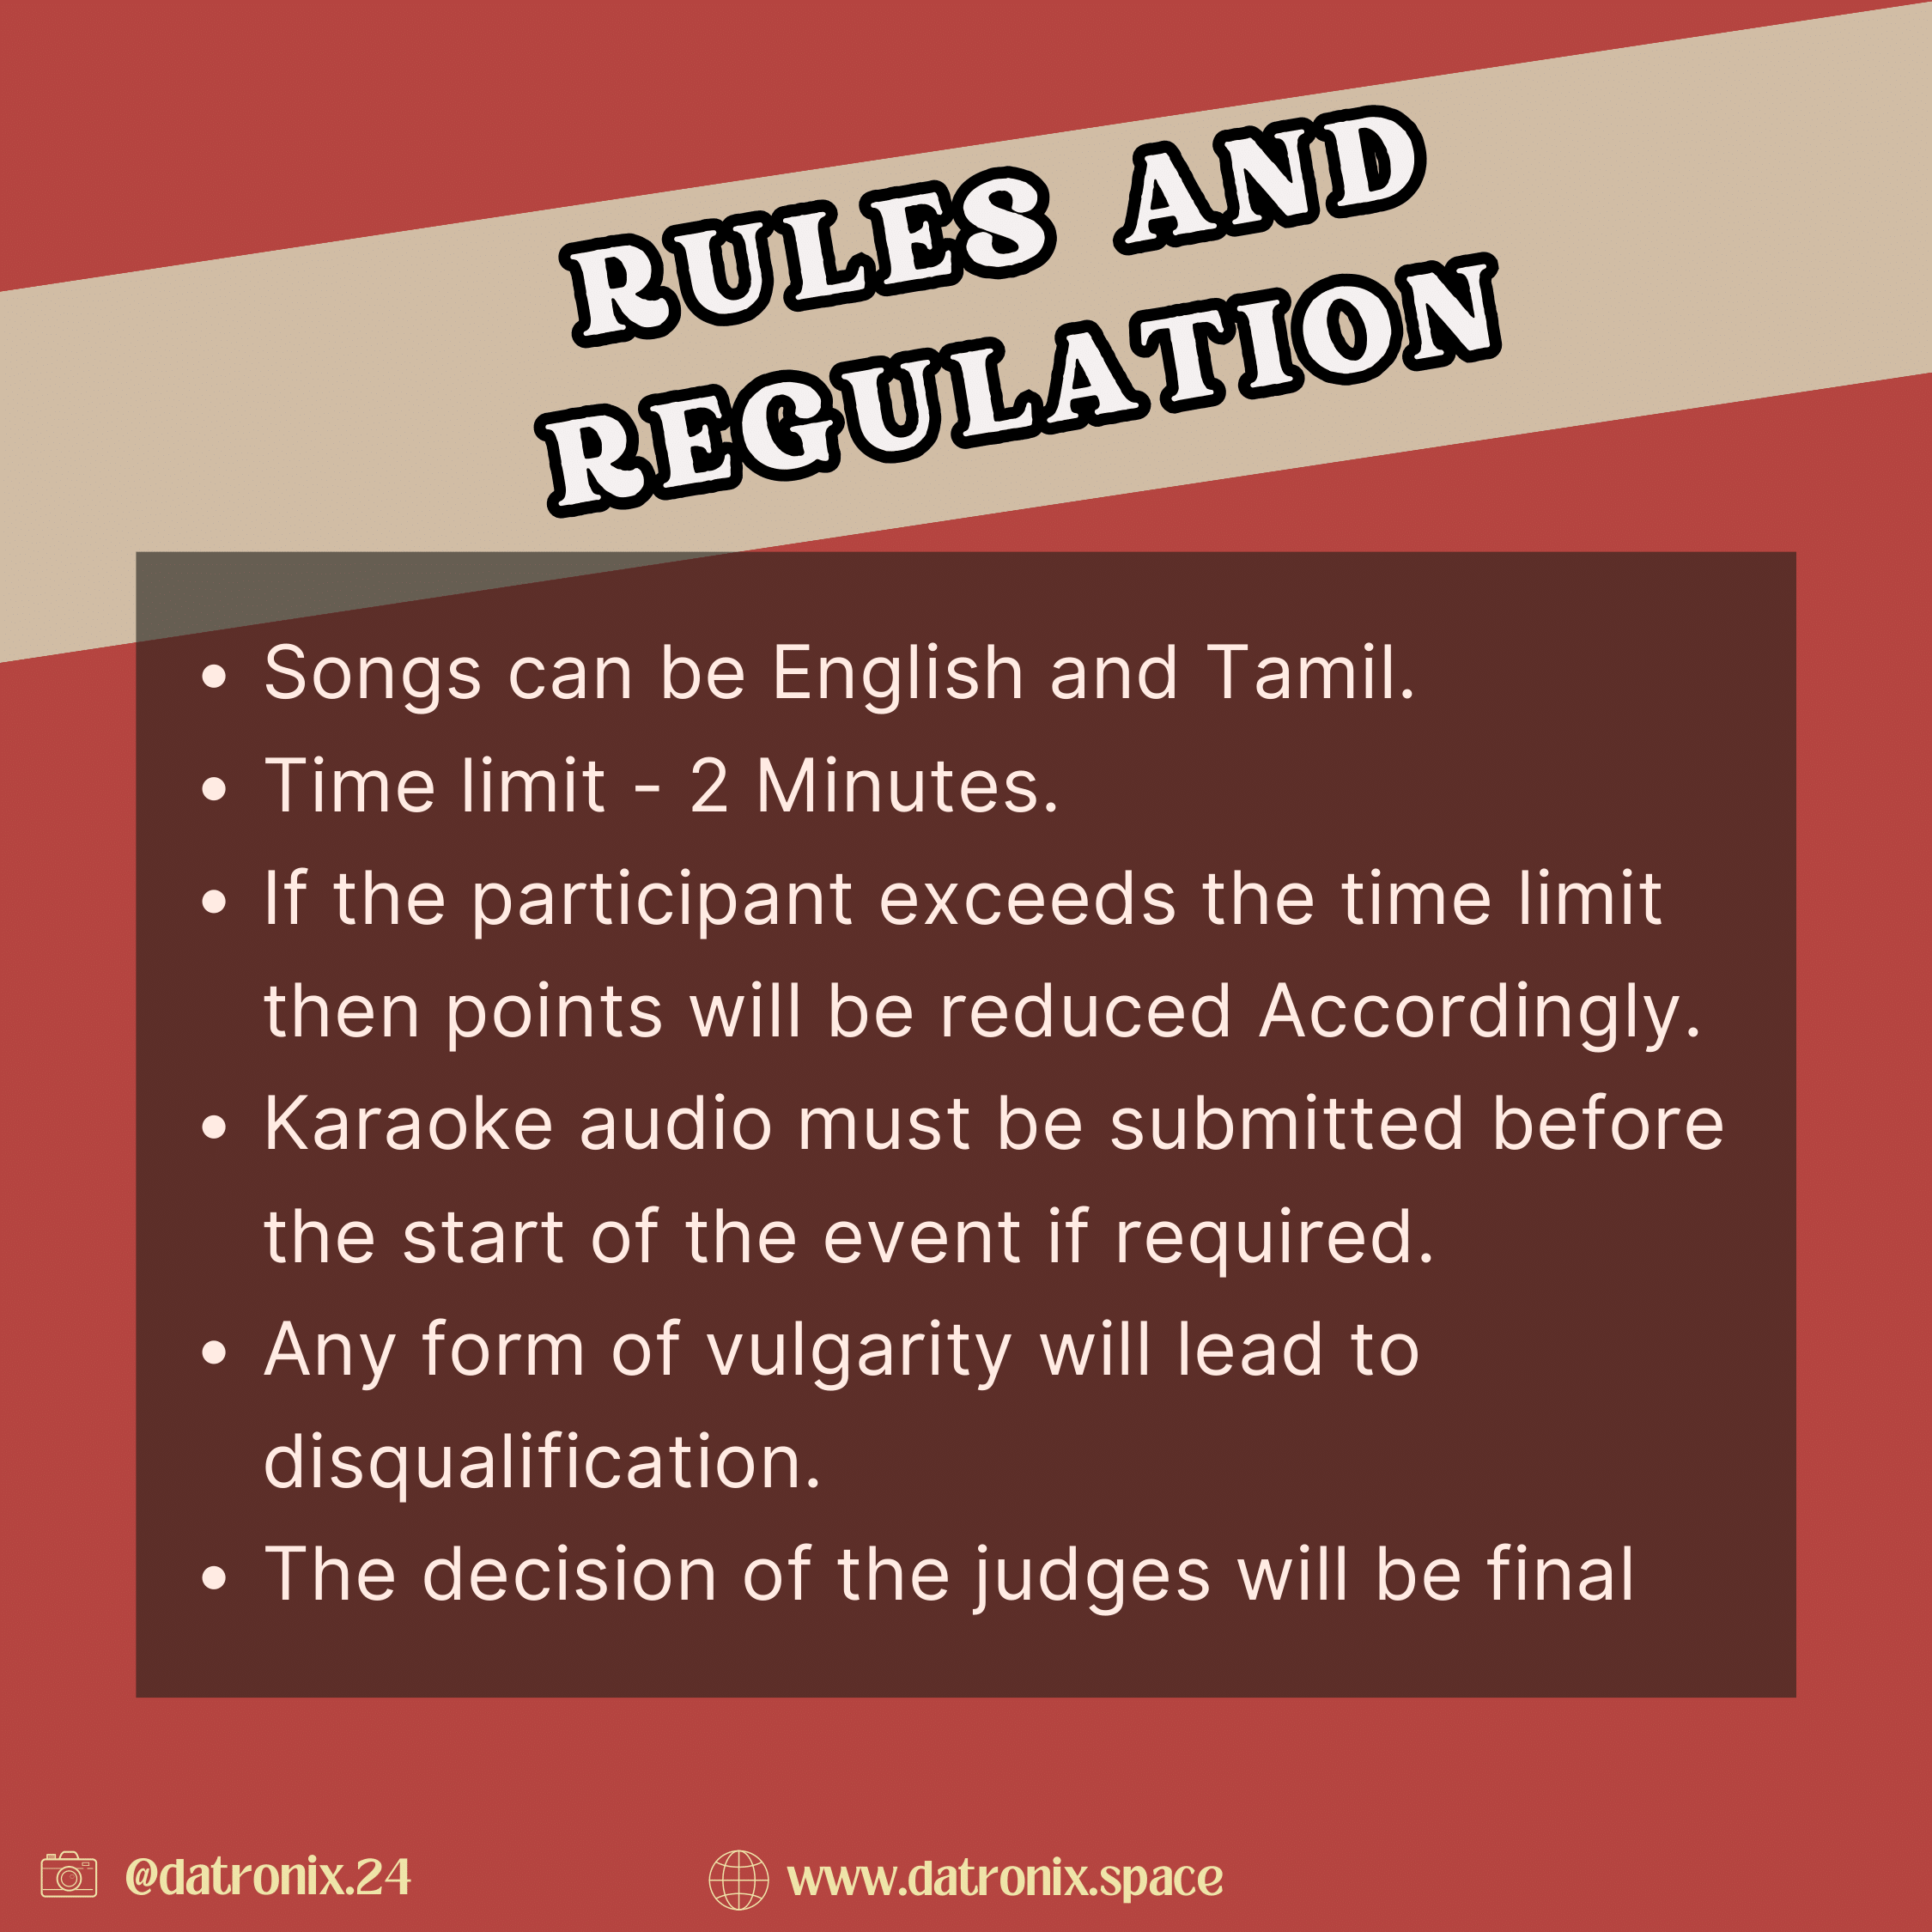 RULES AND
REGULATION
• Songs can be English and Tamil.
• Time limit - 2 Minutes.
• If the participant exceeds the time limit
then points will be reduced Accordingly.
• Karaoke audio must be submitted before
the start of the event if required.
• Any form of vulgarity will lead to
disqualification.
• The decision of the judges will be final
@datronix.24
www.datronix.space